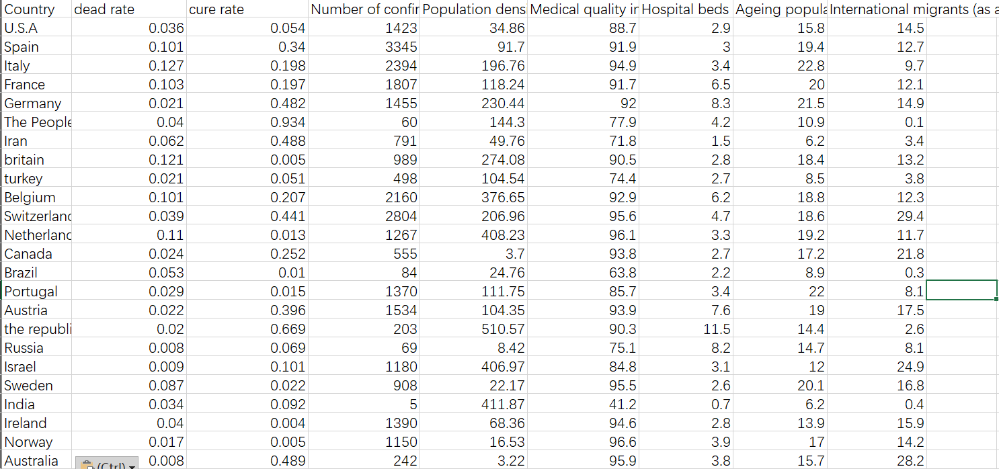 Country dead rate cure rate Number of confir Population dens Medical quality ir Hospital beds Ageing popula International migrants (as a
U.S.A 0.036 0.054 1423 34.86 88.7 2.9 15.8 14.5
Spain 0.101 0.34 3345 91.7 91.9 3 19.4 12.7
Italy 0.127 0.198 2394 196.76 94.9 3.4 22.8 9.7
France 0.103 0.197 1807 118.24 91.7 6.5 20 12.1
Germany 0.021 0.482 1455 230.44 92 8.3 21.5 14.9
The People 0.04 0.934 60 144.3 77.9 4.2 10.9 0.1
Iran 0.062 0.488 791 49.76 71.8 1.5 6.2 3.4
britain 0.121 0.005 989 274.08 90.5 2.8 18.4 13.2
turkey 0.021 0.051 498 104.54 74.4 2.7 8.5 3.8
Belgium 0.101 0.207 2160 376.65 92.9 6.2 18.8 12.3
Switzerland 0.039 0.441 2804 206.96 95.6 4.7 18.6 29.4
Netherland 0.11 0.013 1267 408.23 96.1 3.3 19.2 11.7
Canada 0.024 0.252 555 3.7 93.8 2.7 17.2 21.8
Brazil 0.053 0.01 84 24.76 63.8 2.2 8.9 0.3
Portugal 0.029 0.015 1370 111.75 85.7 3.4 22 8.1
Austria 0.022 0.396 1534 104.35 93.9 7.6 19 17.5
the republi 0.02 0.669 203 510.57 90.3 11.5 14.4 2.6
Russia 0.008 0.069 69 8.42 75.1 8.2 14.7 8.1
Israel 0.009 0.101 1180 406.97 84.8 3.1 12 24.9
Sweden 0.087 0.022 908 22.17 95.5 2.6 20.1 16.8
India 0.034 0.092 5 411.87 41.2 0.7 6.2 0.4
Ireland 0.04 0.004 1390 68.36 94.6 2.8 13.9 15.9
Norway 0.017 0.005 1150 16.53 96.6 3.9 17 14.2
Australia (Ctrl) 0.008 0.489 242 3.22 95.9 3.8 15.7 28.2